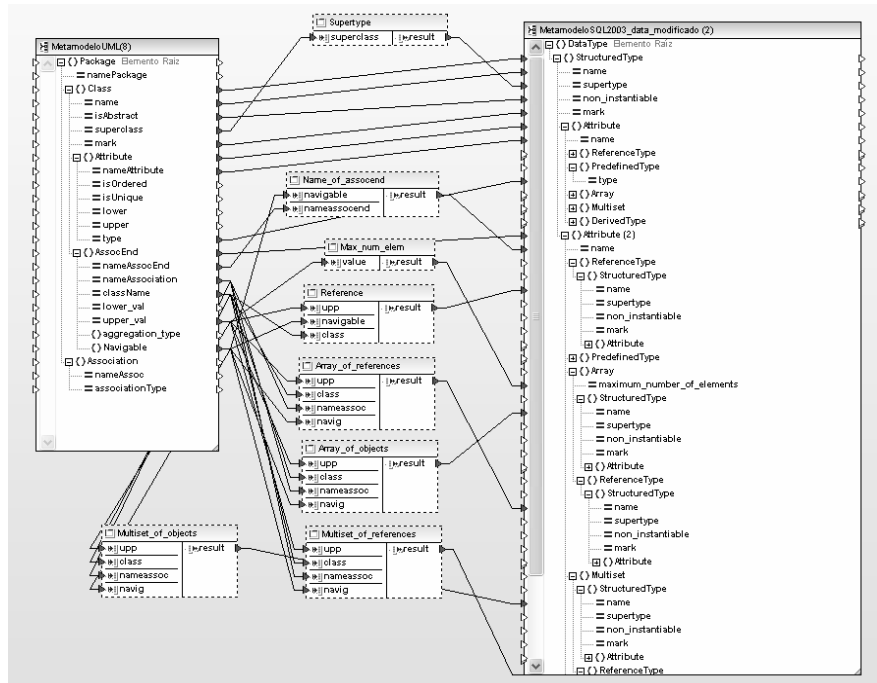 MetamodeloUML(8)
{} Package Elemento Raiz
= namePackage
{} Class
= name
= isAbstract
= superclass
= mark
{} Attribute
= nameAttribute
= isOrdered
= isUnique
= lower
= upper
= type
{} AssocEnd
= nameAssocEnd
= nameAssociation
= className
= lower_val
= upper_val
{} aggregation_type
{} Navigable
{} Association
= nameAssoc
= associationType
Supertype
superclass result
Name_of_assocend
navigable result
nameassocend
Max_num_elem
value result
Reference
upp result
navigable
class
Array_of_references
upp result
class
nameassoc
navig
Array_of_objects
upp result
class
nameassoc
navig
Multiset_of_objects
upp result
class
nameassoc
navig
Multiset_of_references
upp result
class
nameassoc
navig
MetamodeloSQL2003_data_modificado (2)
{} DataType Elemento Raiz
{} StructuredType
= name
= supertype
= non_instantiable
= mark
{} Attribute
= name
{} ReferenceType
{} PredefinedType
= type
{} Array
{} Multiset
{} DerivedType
{} Attribute (2)
= name
{} ReferenceType
{} StructuredType
= name
= supertype
= non_instantiable
= mark
{} Attribute
{} PredefinedType
{} Array
= maximum_number_of_elements
{} StructuredType
= name
= supertype
= non_instantiable
= mark
{} Attribute
{} ReferenceType
{} StructuredType
= name
= supertype
= non_instantiable
= mark
{} Attribute
{} Multiset
{} StructuredType
= name
= supertype
= non_instantiable
= mark
{} Attribute
{} ReferenceType